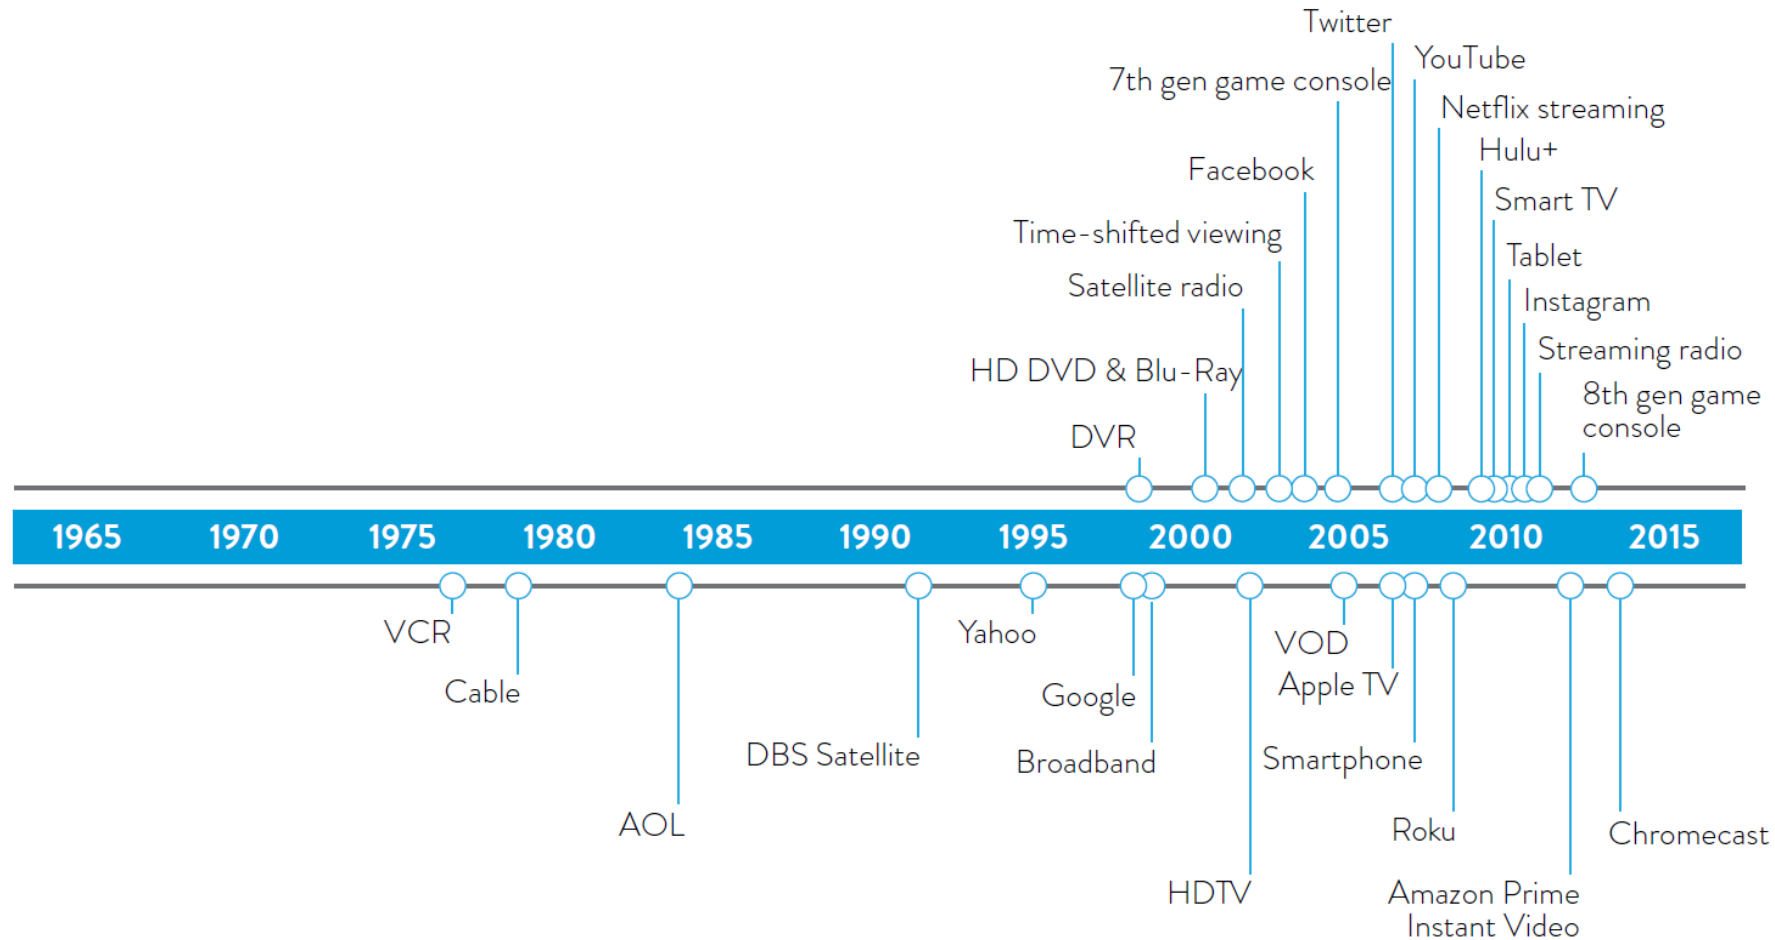 Twitter
YouTube
7th gen game console
Netflix streaming
Hulu+
Facebook
Smart TV
Time-shifted viewing
Tablet
Satellite radio
Instagram
Streaming radio
HD DVD & Blu-Ray
8th gen game
console
DVR
1965 1970 1975 1980 1985 1990 1995 2000 2005 2010 2015
VCR
Yahoo
VOD
Cable
Google
Apple TV
DBS Satellite
Broadband
Smartphone
AOL
Roku
Chromecast
HDTV
Amazon Prime
Instant Video